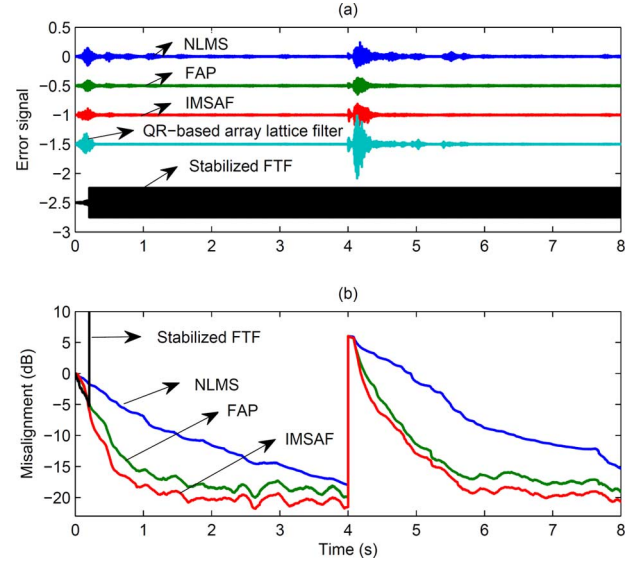 (a)
0
−0.5
−1
−1.5
−2
−2.5
−3
Error signal
NLMS
FAP
IMSAF
QR−based array lattice filter
Stabilized FTF
0 1 2 3 4 5 6 7 8
(b)
10
5
0
−5
−10
−15
−20
Misalignment (dB)
Stabilized FTF
NLMS
FAP
IMSAF
0 1 2 3 4 5 6 7 8
Time (s)